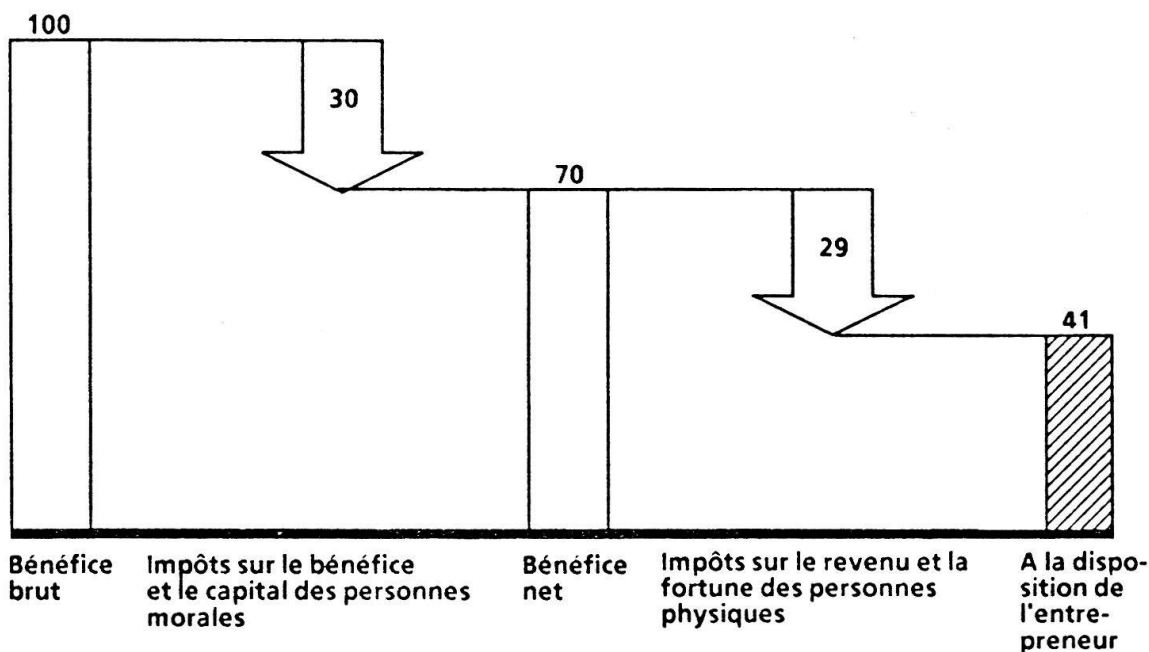 100
30
70
29
41
Bénéfice
brut
Impôts sur le bénéfice
et le capital des personnes
morales
Bénéfice
net
Impôts sur le revenu et la
fortune des personnes
physiques
A la dispo-
sition de
l'entre-
preneur